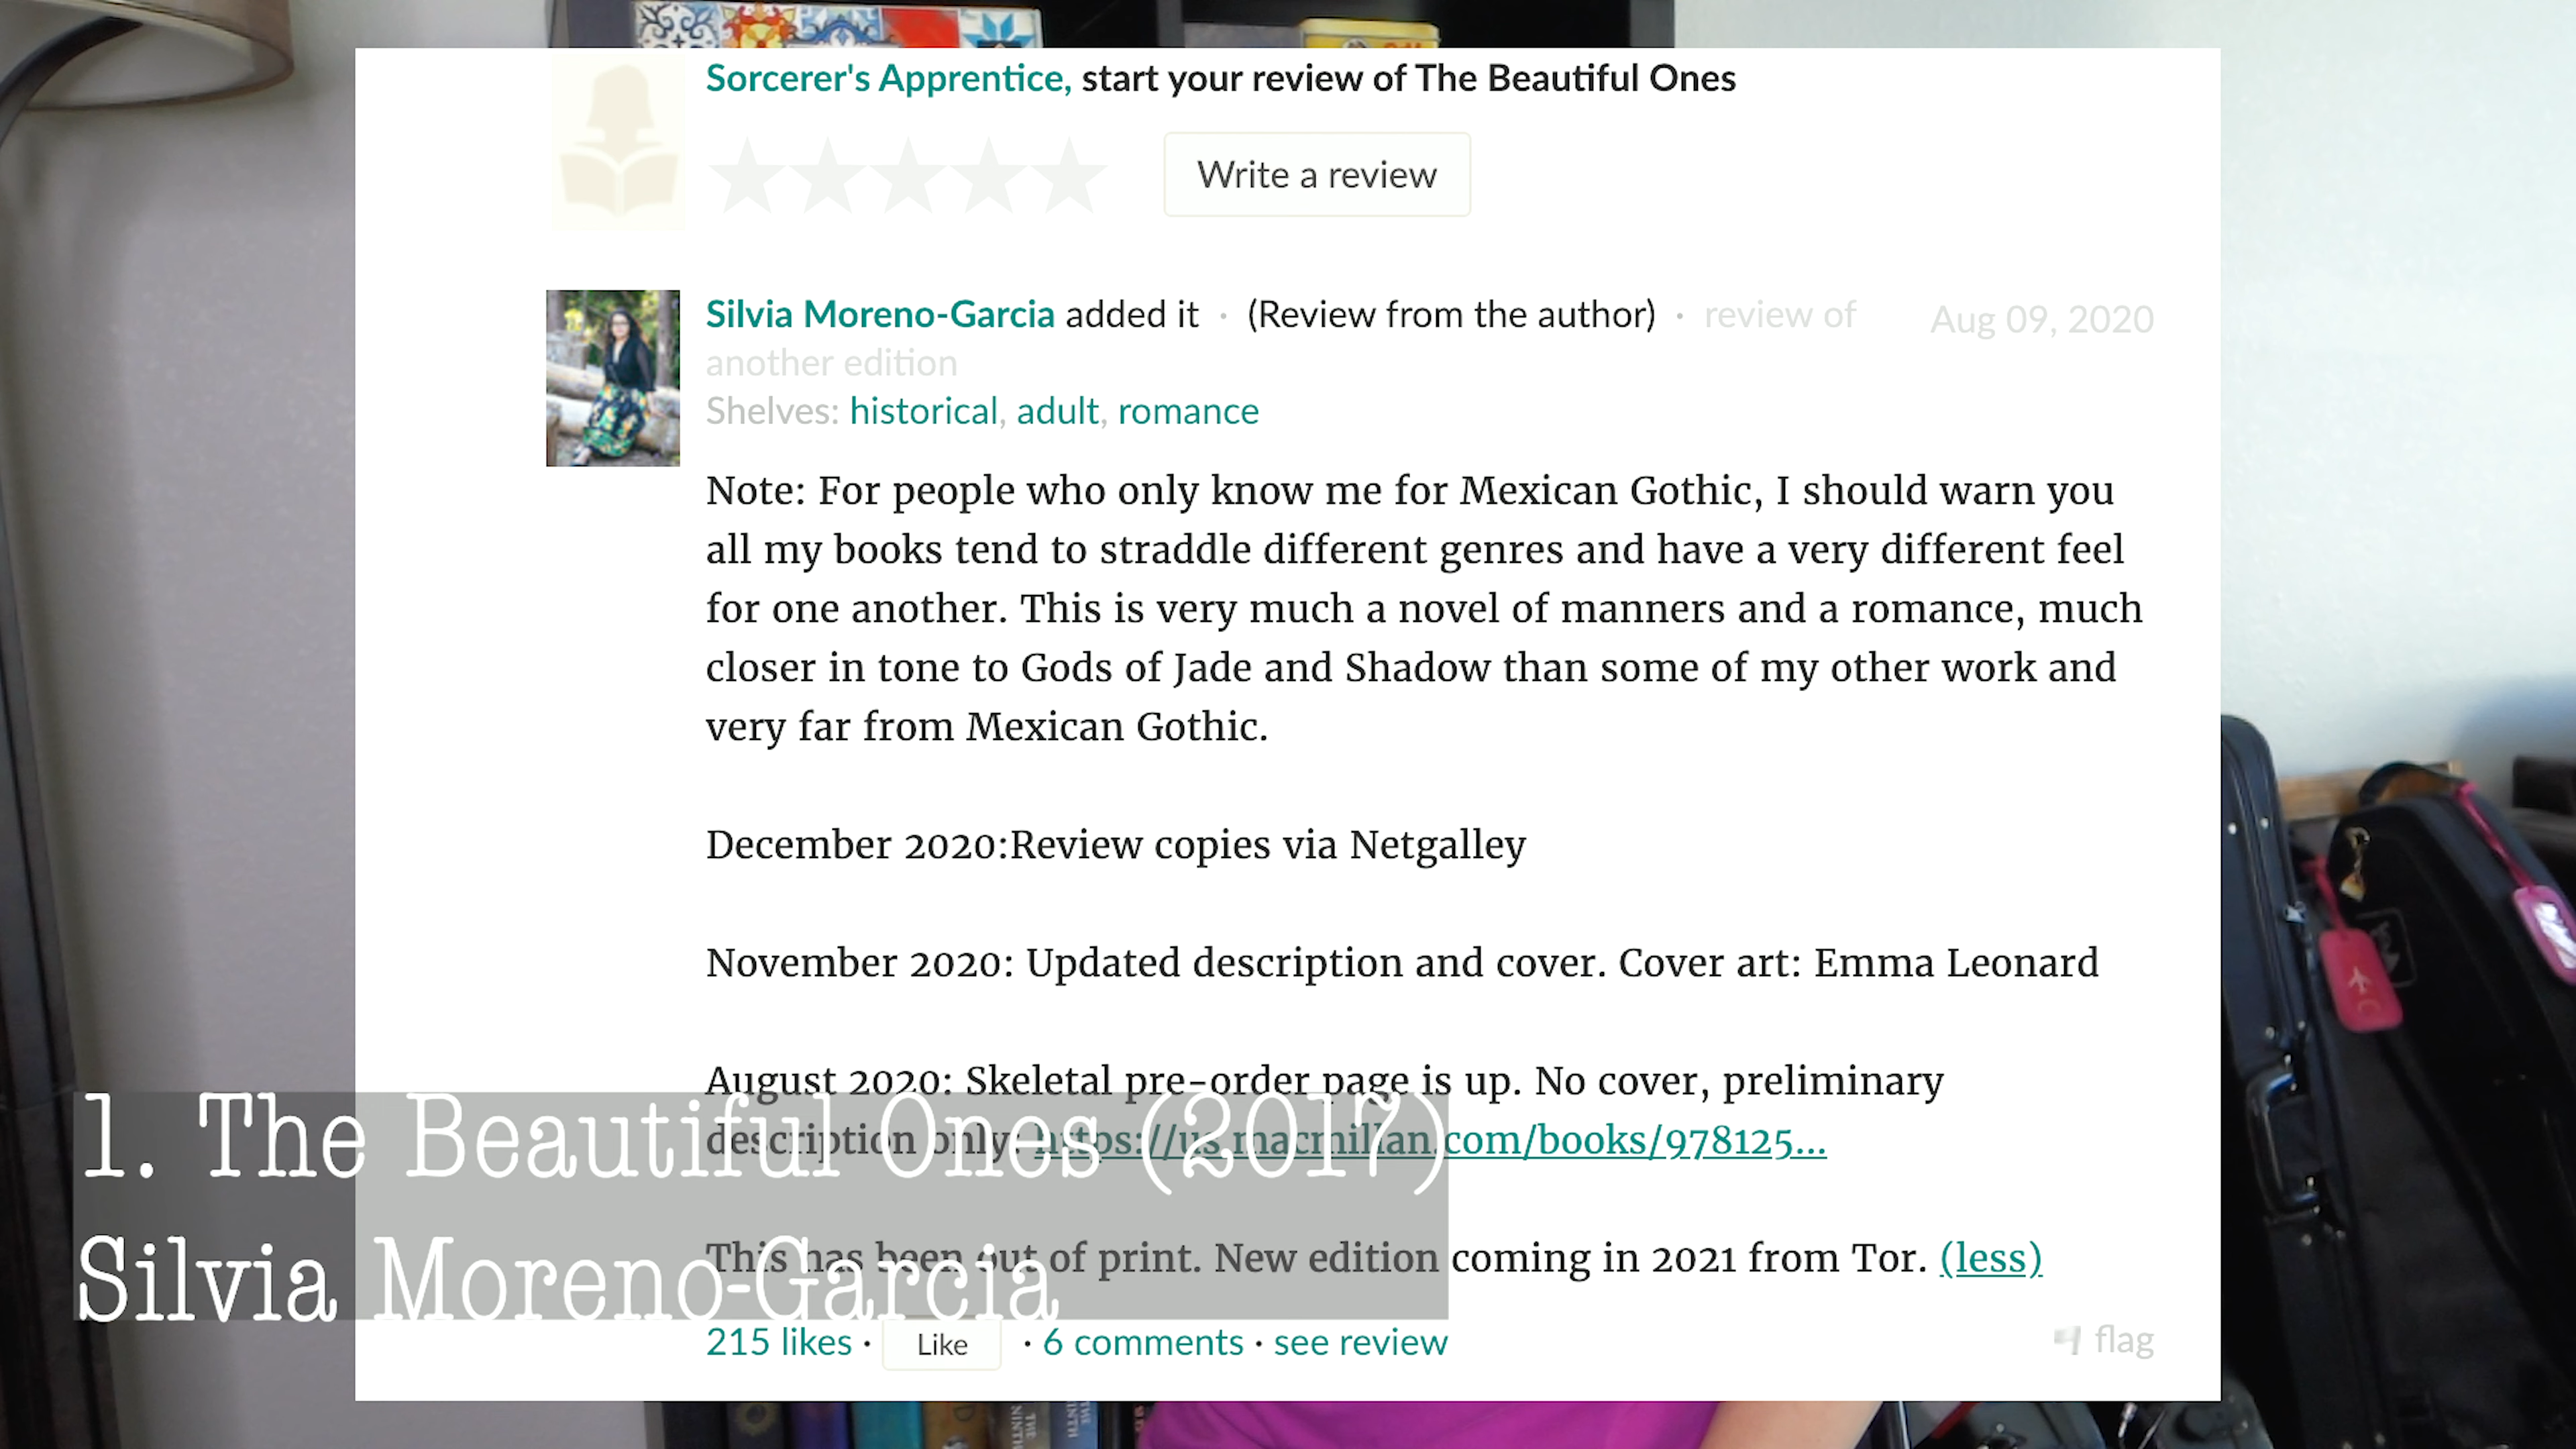 Sorcerer's Apprentice, start your review of The Beautiful Ones
Write a review
Silvia Moreno-Garcia added it · (Review from the author) · review of
another edition
Aug 09, 2020
Shelves: historical, adult, romance
Note: For people who only know me for Mexican Gothic, I should warn you
all my books tend to straddle different genres and have a very different feel
for one another. This is very much a novel of manners and a romance, much
closer in tone to Gods of Jade and Shadow than some of my other work and
very far from Mexican Gothic.
December 2020:Review copies via Netgalley
November 2020: Updated description and cover. Cover art: Emma Leonard
August 2020: Skeletal pre-order page is up. No cover, preliminary
description only: https://us.macmillan.com/books/978125...
This has been out of print. New edition coming in 2021 from Tor. (less)
215 likes · Like · 6 comments · see review
flag
1. The Beautiful Ones (2017)
Silvia Moreno-Garcia
THE
NINTH